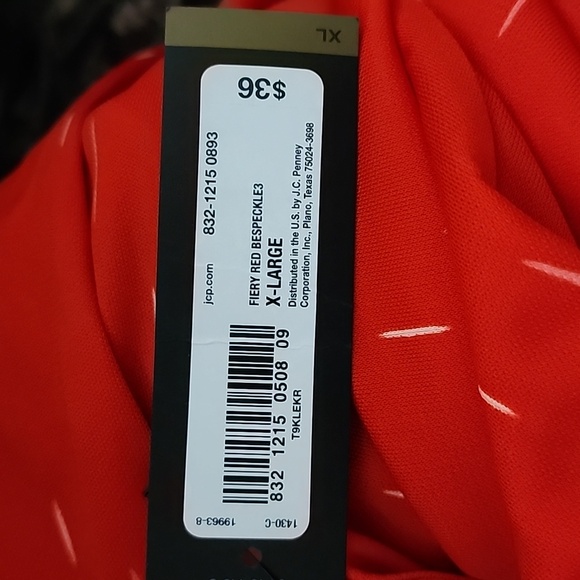 XL
$36
832-1215 0893
jcp.com
FIERY RED BESPECKLE3
X-LARGE
Distributed in the U.S. by J.C. Penney
Corporation, Inc., Plano, Texas 75024-3698
832 1215 0508 09
T9KLEKR
19963-8
1430-C